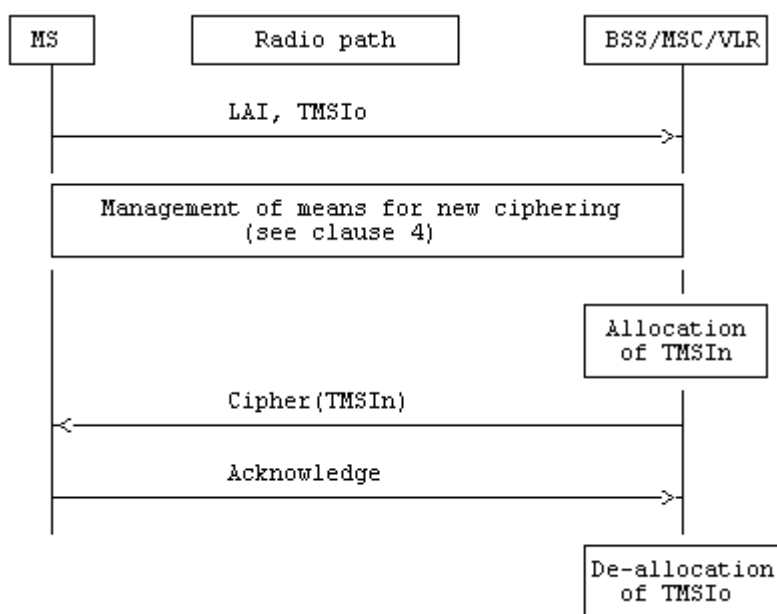 MS
Radio path
BSS/MSC/VLR
LAI, TMSIo
Management of means for new ciphering
(see clause 4)
Allocation
of TMSIn
Cipher(TMSIn)
Acknowledge
De-allocation
of TMSIo